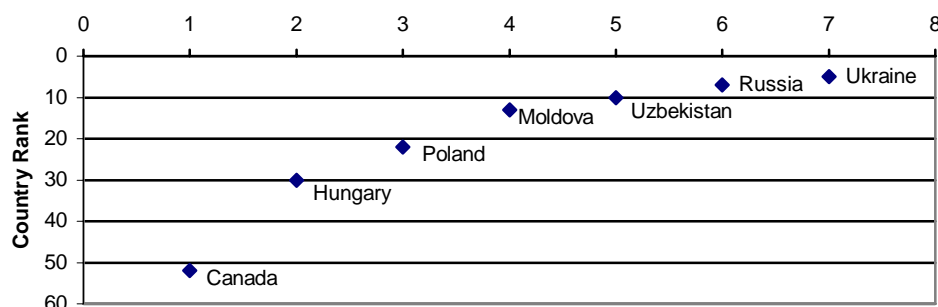 0 1 2 3 4 5 6 7 8
Country Rank
0
10
20
30
40
50
60
Ukraine
Russia
Uzbekistan
Moldova
Poland
Hungary
Canada